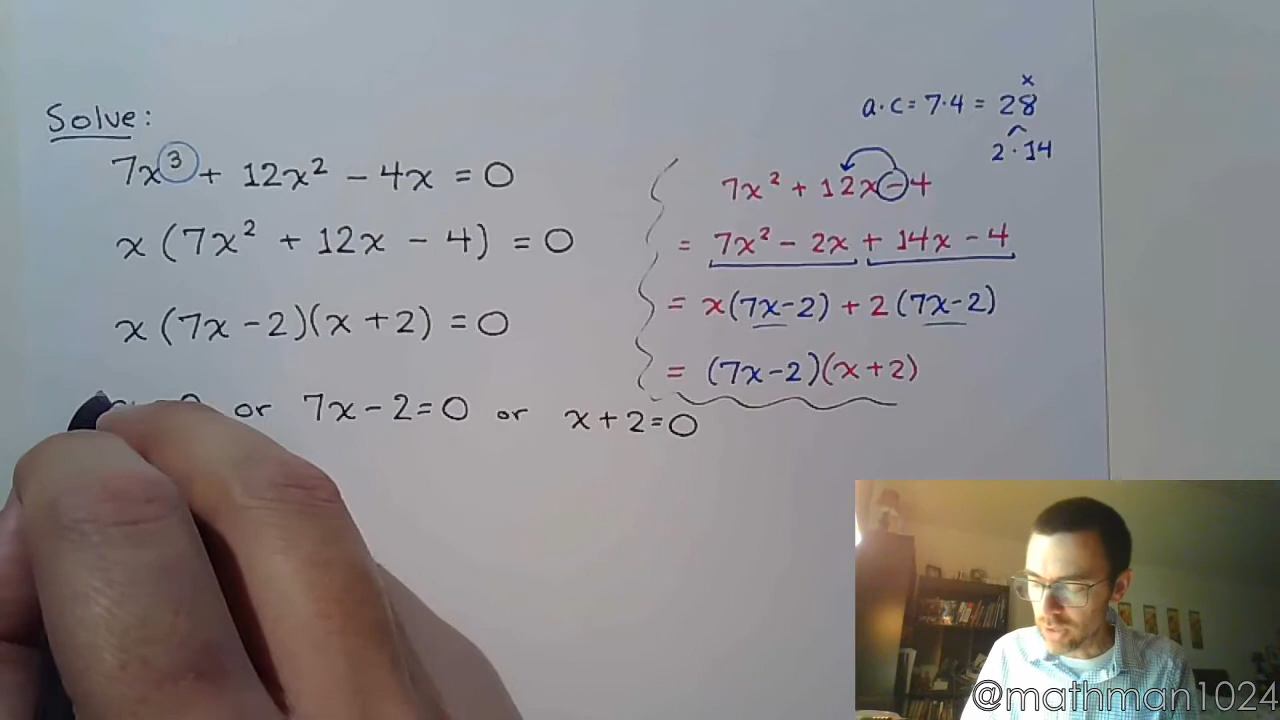 Solve:
7x³ + 12x² − 4x = 0
x(7x² + 12x − 4) = 0
x(7x−2)(x+2) = 0
or 7x−2=0 or x+2=0
x
a·c = 7·4 = 28
2·14
7x² + 12x − 4
= 7x² − 2x + 14x − 4
= x(7x−2) + 2(7x−2)
= (7x−2)(x+2)
@mathman1024